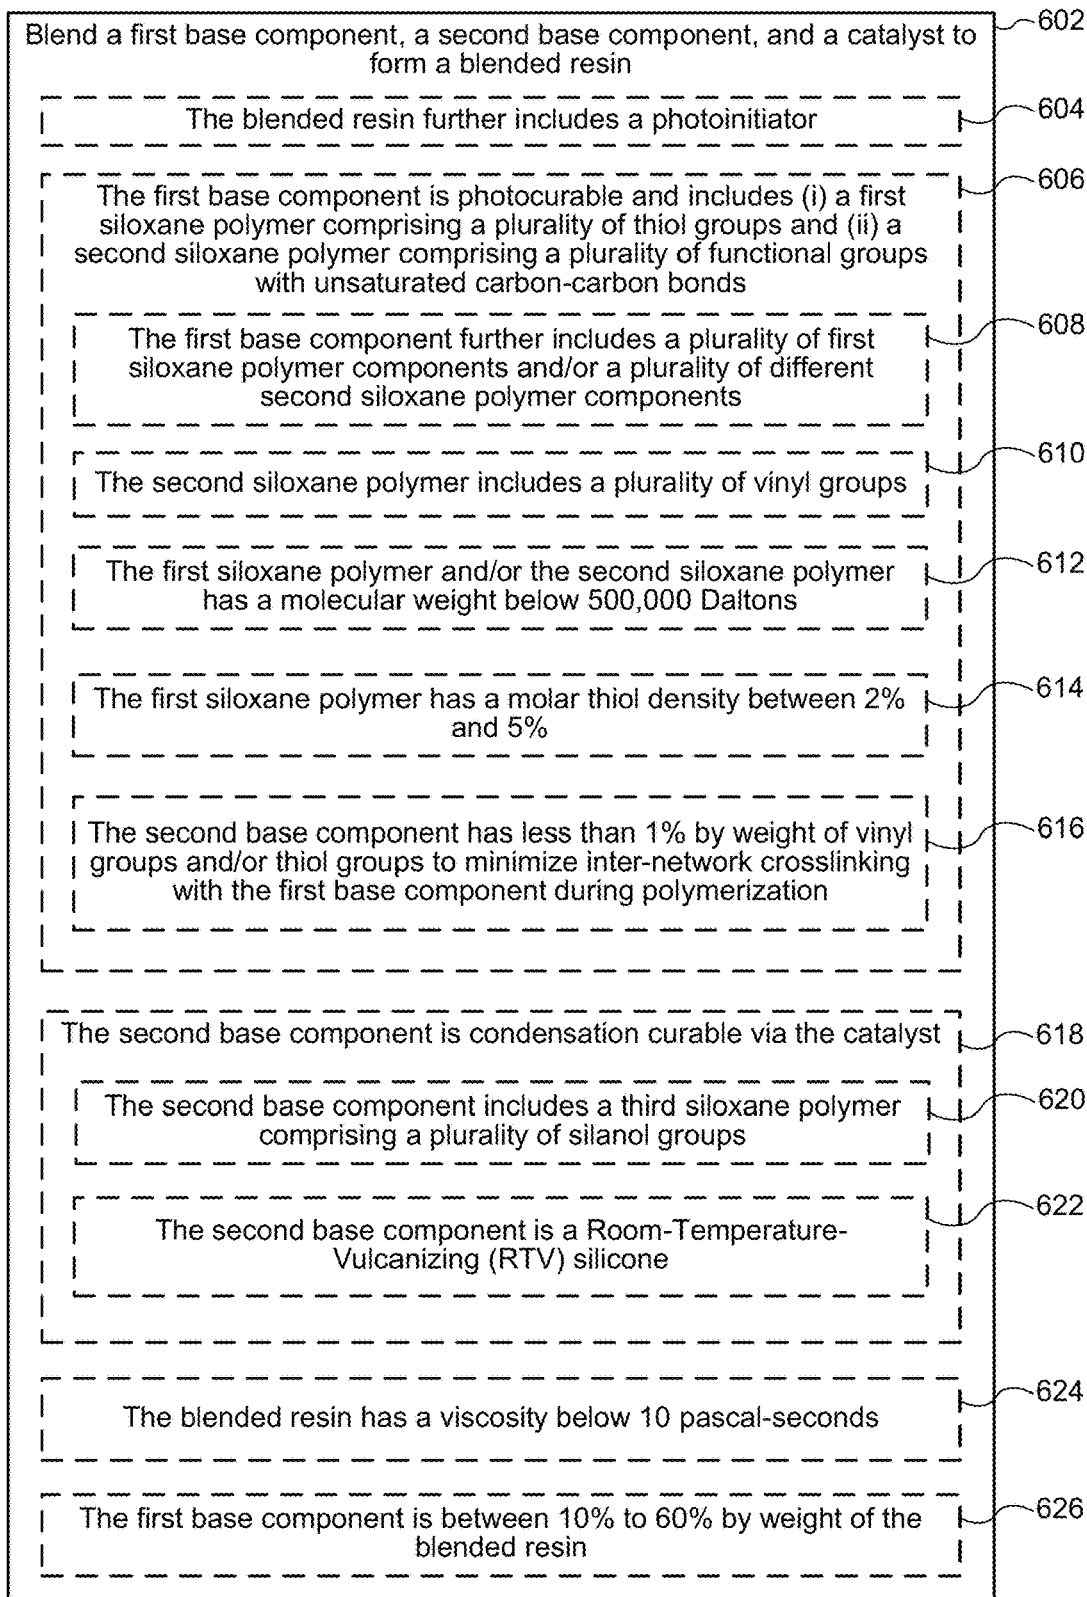 602
Blend a first base component, a second base component, and a catalyst to
form a blended resin
604
The blended resin further includes a photoinitiator
606
The first base component is photocurable and includes (i) a first
siloxane polymer comprising a plurality of thiol groups and (ii) a
second siloxane polymer comprising a plurality of functional groups
with unsaturated carbon-carbon bonds
608
The first base component further includes a plurality of first
siloxane polymer components and/or a plurality of different
second siloxane polymer components
610
The second siloxane polymer includes a plurality of vinyl groups
612
The first siloxane polymer and/or the second siloxane polymer
has a molecular weight below 500,000 Daltons
614
The first siloxane polymer has a molar thiol density between 2%
and 5%
616
The second base component has less than 1% by weight of vinyl
groups and/or thiol groups to minimize inter-network crosslinking
with the first base component during polymerization
618
The second base component is condensation curable via the catalyst
620
The second base component includes a third siloxane polymer
comprising a plurality of silanol groups
622
The second base component is a Room-Temperature-
Vulcanizing (RTV) silicone
624
The blended resin has a viscosity below 10 pascal-seconds
626
The first base component is between 10% to 60% by weight of the
blended resin